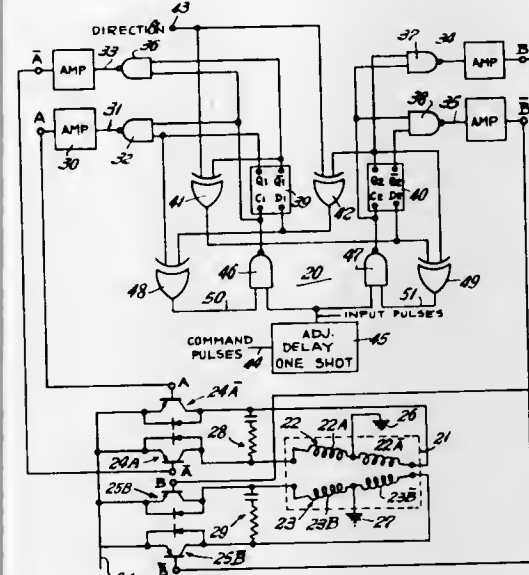 DIRECTION
43
Ā
33
36
AMP
A
31
AMP
30
32
37
34
AMP
B
38
35
AMP
B̄
41
Q1 Q̄1
C1 D1
39
42
Q2 Q̄2
C2 D2
40
46
20
47
48
49
50
51
INPUT PULSES
COMMAND
PULSES
44
ADJ.
DELAY
ONE SHOT
45
A
24Ā
28
22
22A
26
22Ā
21
24A
Ā
B
25B
23
23B
27
23B̄
29
B̄
25B̄